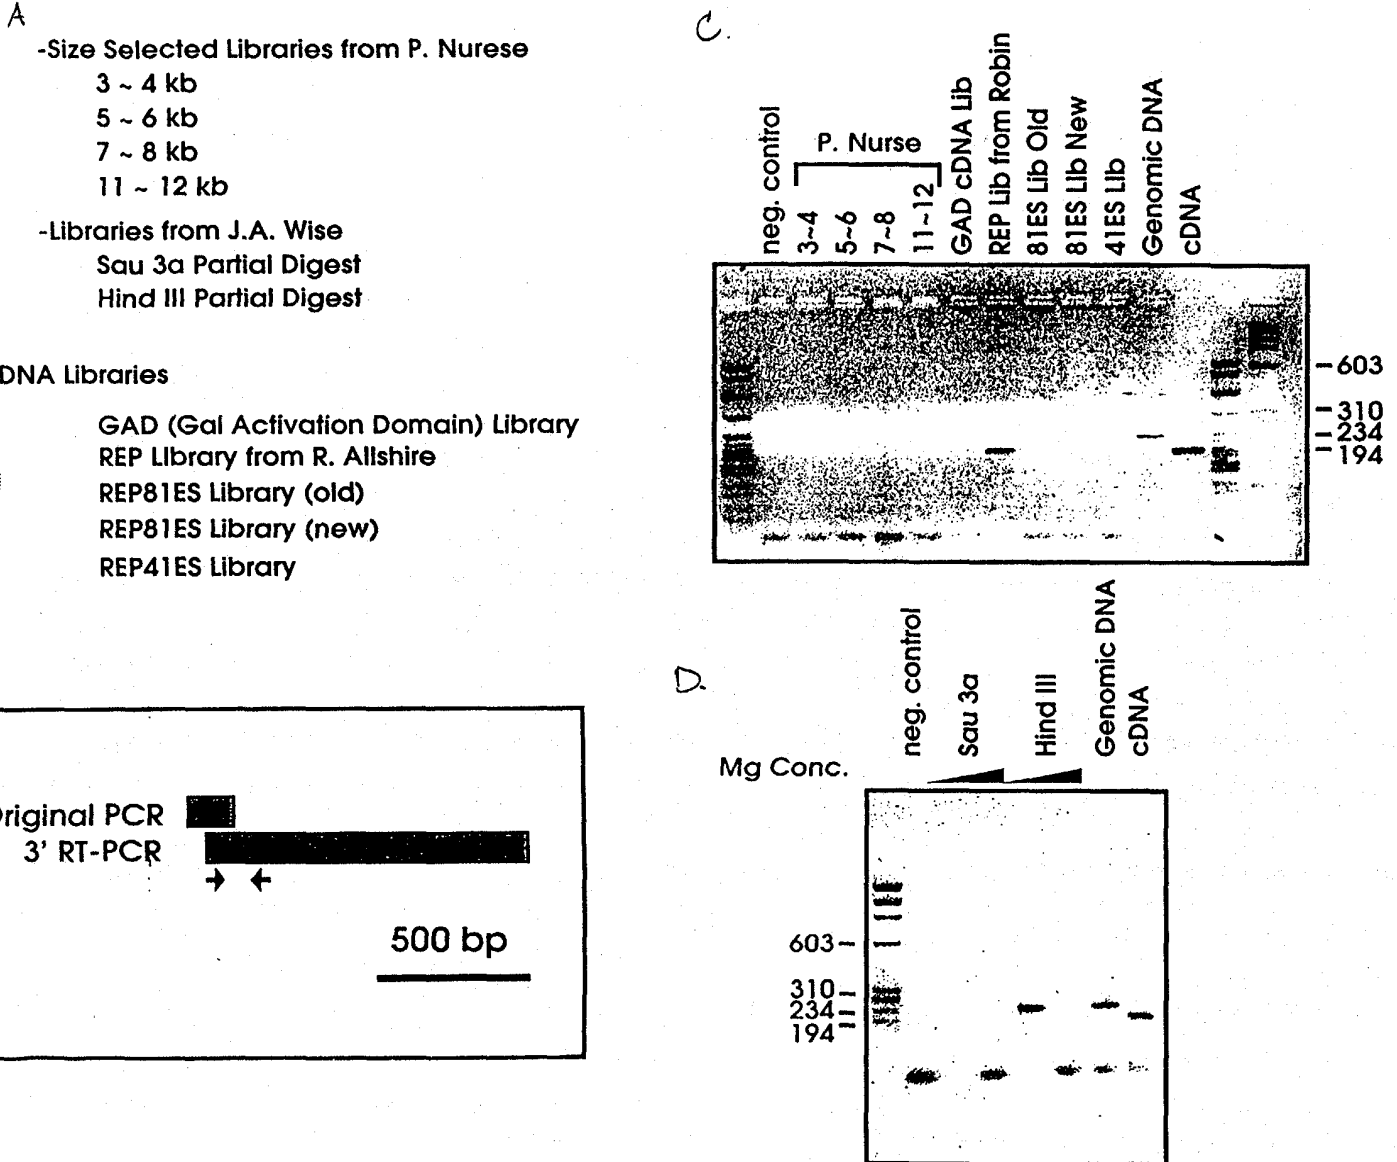 A
-Size Selected Libraries from P. Nurese
3 ~ 4 kb
5 ~ 6 kb
7 ~ 8 kb
11 ~ 12 kb
-Libraries from J.A. Wise
Sau 3a Partial Digest
Hind III Partial Digest
DNA Libraries
GAD (Gal Activation Domain) Library
REP Library from R. Allshire
REP81ES Library (old)
REP81ES Library (new)
REP41ES Library
riginal PCR
3' RT-PCR
500 bp
C.
neg. control
P. Nurse
3~4
5~6
7~8
11~12
GAD cDNA Lib
REP Lib from Robin
81ES Lib Old
81ES Lib New
41ES Lib
Genomic DNA
cDNA
603
310
234
194
D.
neg. control
Sau 3a
Hind III
Genomic DNA
cDNA
Mg Conc.
603
310
234
194